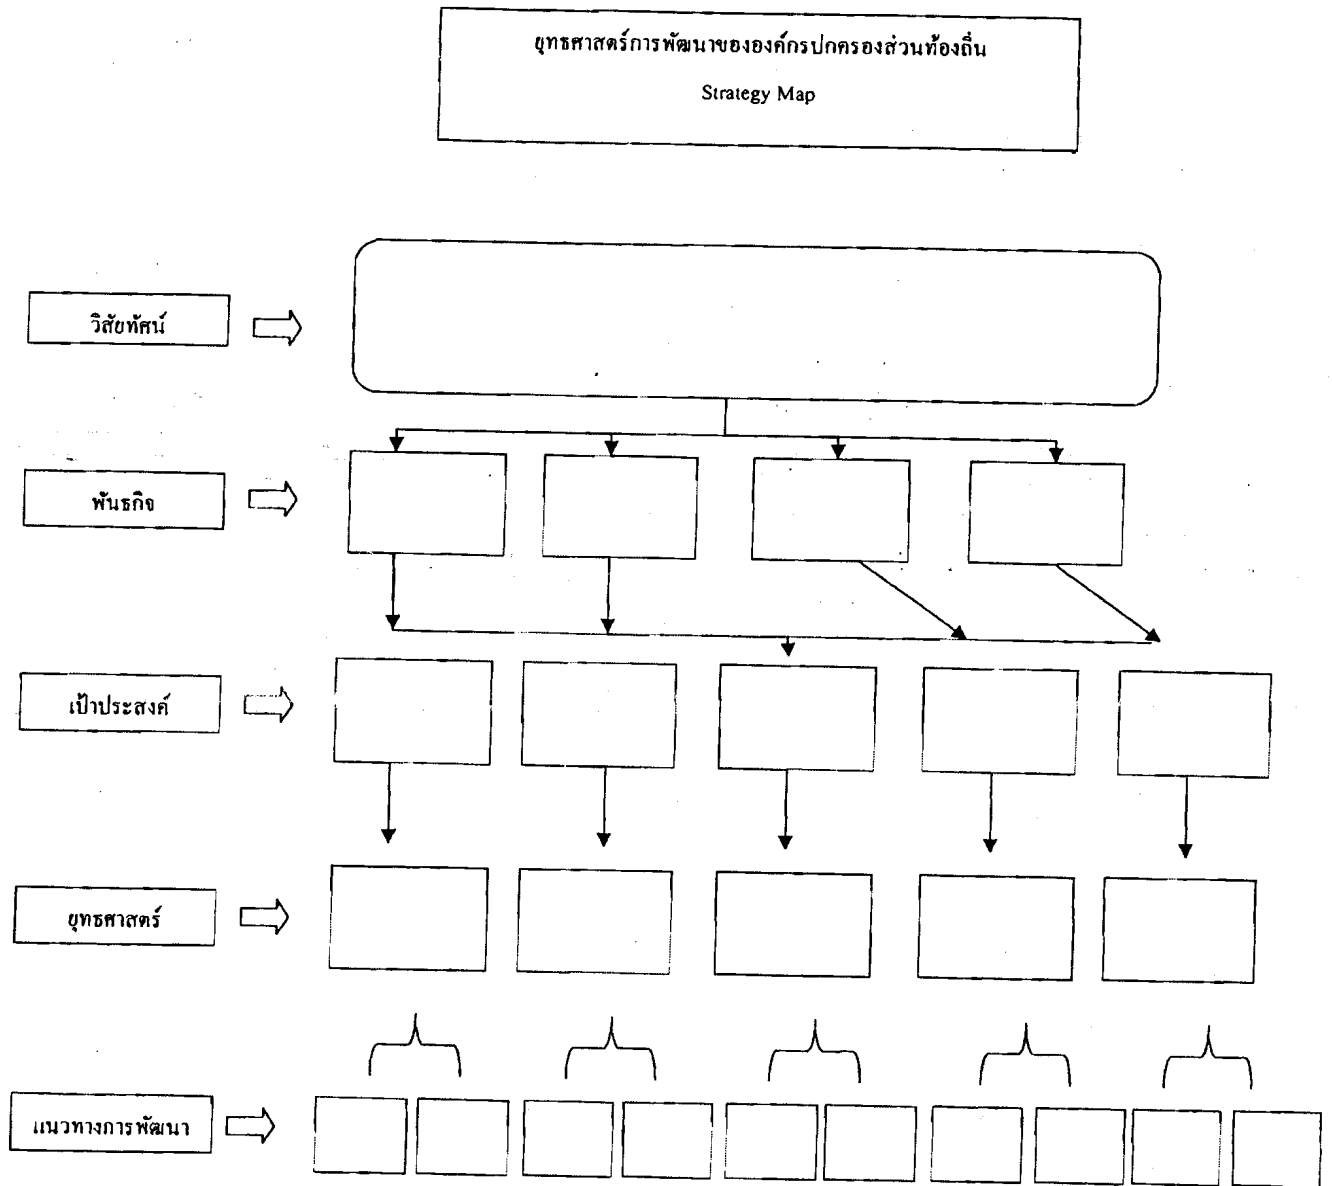 ยุทธศาสตร์การพัฒนาขององค์กรปกครองส่วนท้องถิ่น
Strategy Map
วิสัยทัศน์
พันธกิจ
เป้าประสงค์
ยุทธศาสตร์
แนวทางการพัฒนา